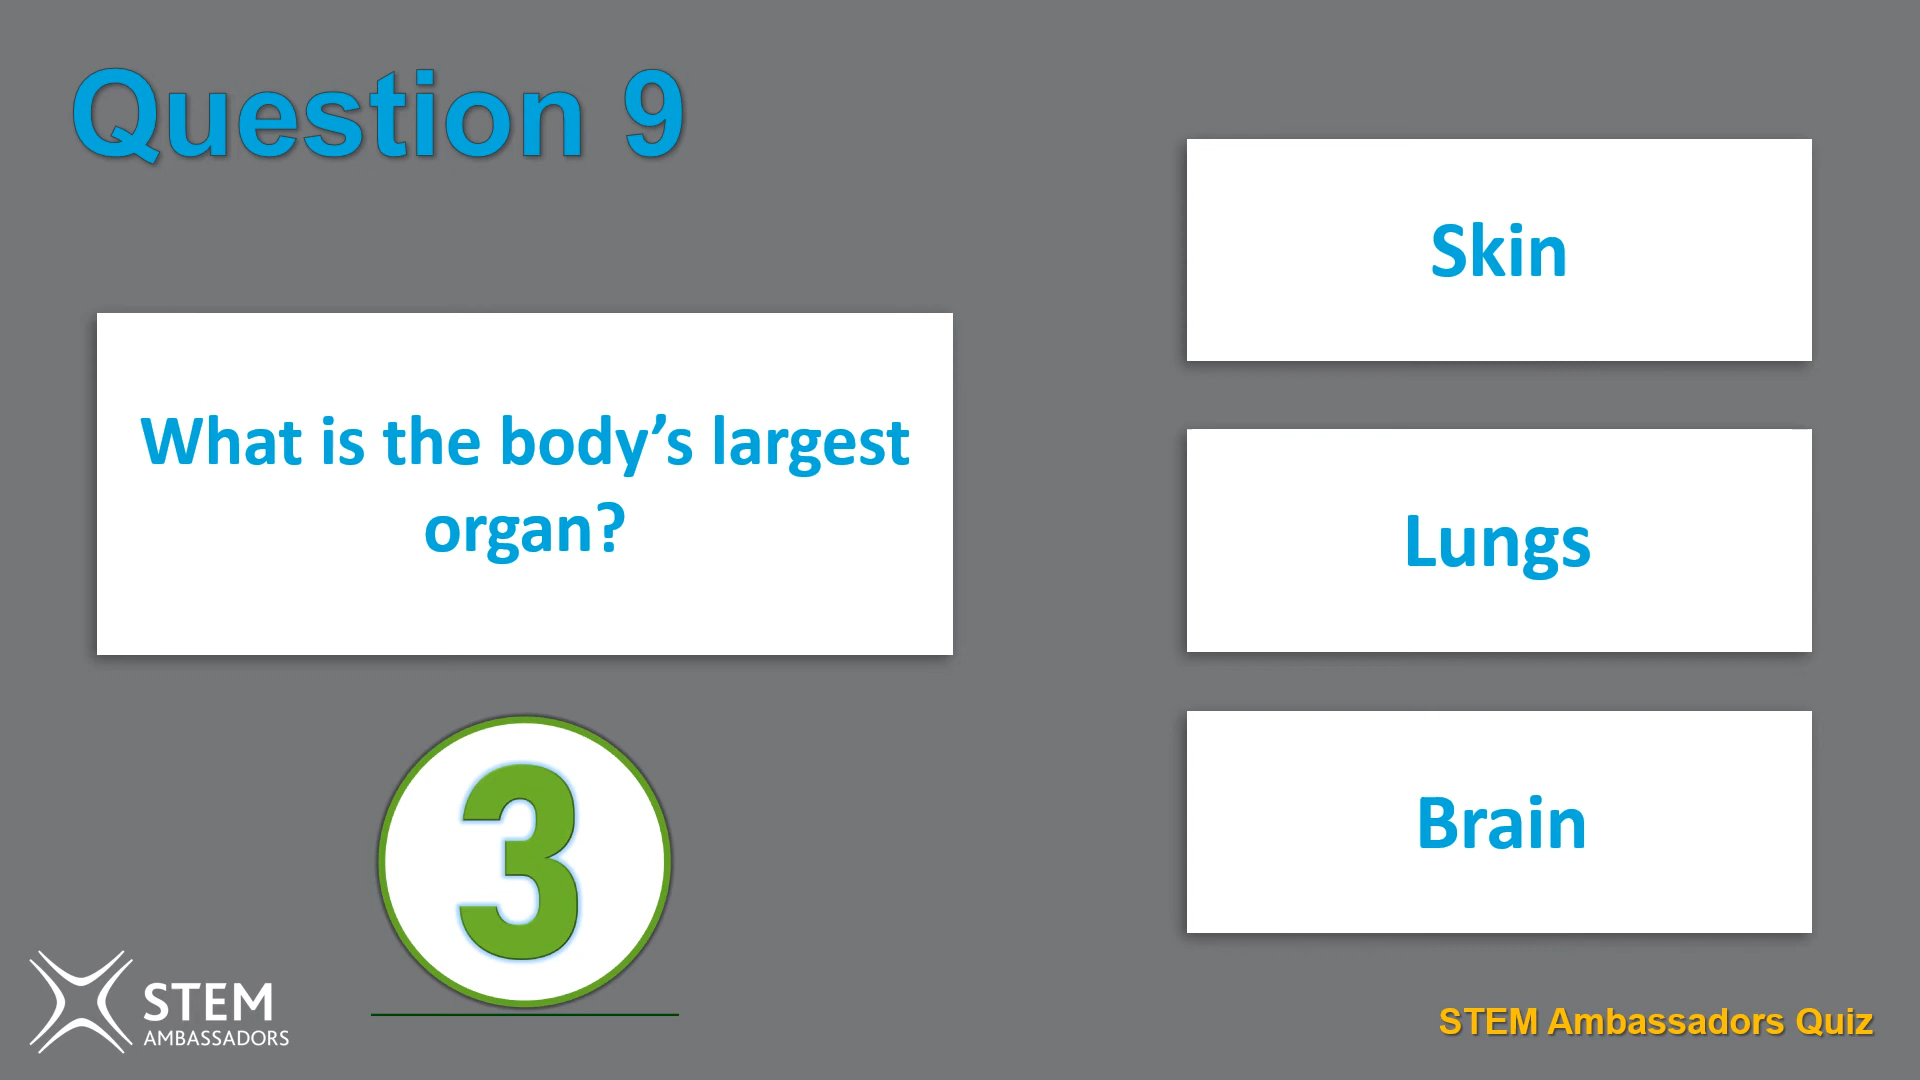 Question 9
What is the body’s largest
organ?
Skin
Lungs
Brain
3
STEM
AMBASSADORS
STEM Ambassadors Quiz